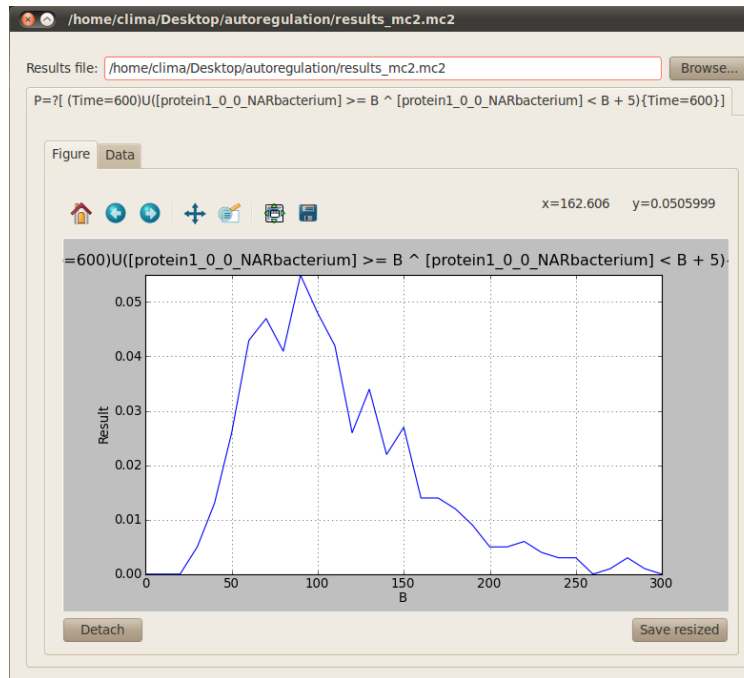 /home/clima/Desktop/autoregulation/results_mc2.mc2
Results file: /home/clima/Desktop/autoregulation/results_mc2.mc2 Browse...
P=?[ (Time=600)U([protein1_0_0_NARbacterium] >= B ^ [protein1_0_0_NARbacterium] < B + 5){Time=600}]
Figure Data
x=162.606 y=0.0505999
=600)U([protein1_0_0_NARbacterium] >= B ^ [protein1_0_0_NARbacterium] < B + 5)
0.05
0.04
0.03
0.02
0.01
0.00
Result
0 50 100 150 200 250 300
B
Detach Save resized